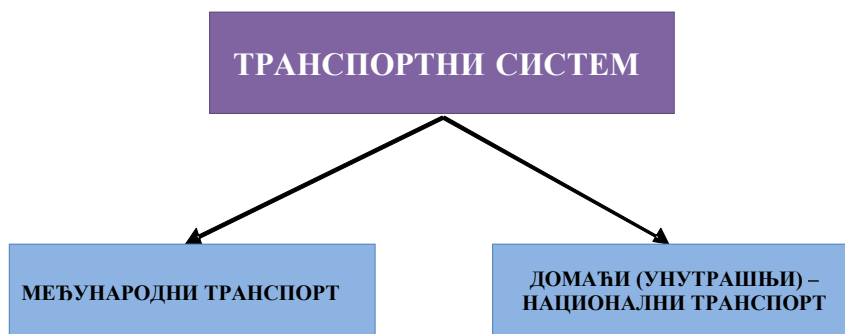 ТРАНСПОРТНИ СИСТЕМ
МЕЂУНАРОДНИ ТРАНСПОРТ
ДОМАЋИ (УНУТРАШЊИ) –
НАЦИОНАЛНИ ТРАНСПОРТ